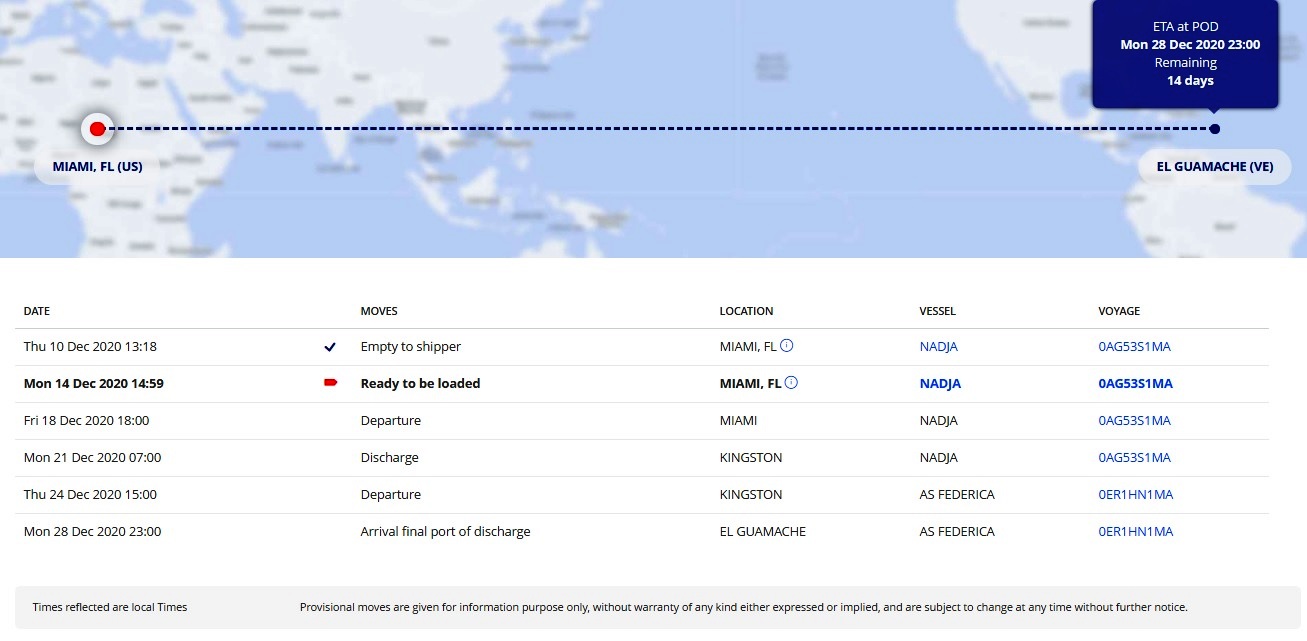 ETA at POD
Mon 28 Dec 2020 23:00
Remaining
14 days
MIAMI, FL (US)
EL GUAMACHE (VE)
DATE MOVES LOCATION VESSEL VOYAGE
Thu 10 Dec 2020 13:18 Empty to shipper MIAMI, FL NADJA 0AG53S1MA
Mon 14 Dec 2020 14:59 Ready to be loaded MIAMI, FL NADJA 0AG53S1MA
Fri 18 Dec 2020 18:00 Departure MIAMI NADJA 0AG53S1MA
Mon 21 Dec 2020 07:00 Discharge KINGSTON NADJA 0AG53S1MA
Thu 24 Dec 2020 15:00 Departure KINGSTON AS FEDERICA 0ER1HN1MA
Mon 28 Dec 2020 23:00 Arrival final port of discharge EL GUAMACHE AS FEDERICA 0ER1HN1MA
Times reflected are local Times Provisional moves are given for information purpose only, without warranty of any kind either expressed or implied, and are subject to change at any time without further notice.